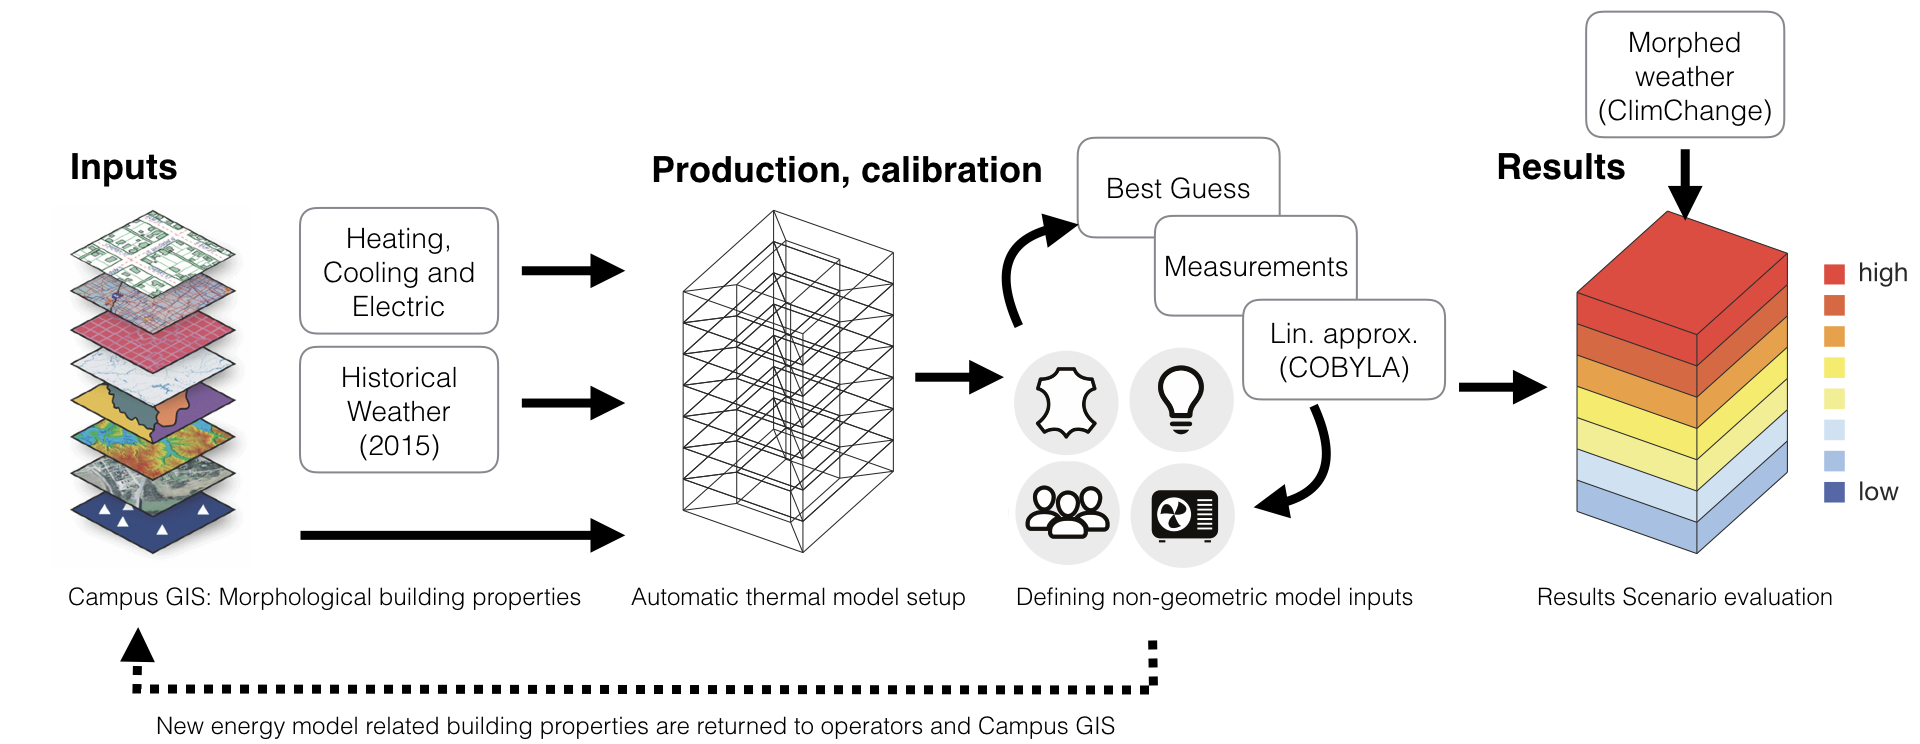 Inputs
Heating,
Cooling and
Electric
Historical
Weather
(2015)
Campus GIS: Morphological building properties
Production, calibration
Automatic thermal model setup
Best Guess
Measurements
Lin. approx.
(COBYLA)
Defining non-geometric model inputs
Morphed
weather
(ClimChange)
Results
high
low
Results Scenario evaluation
New energy model related building properties are returned to operators and Campus GIS